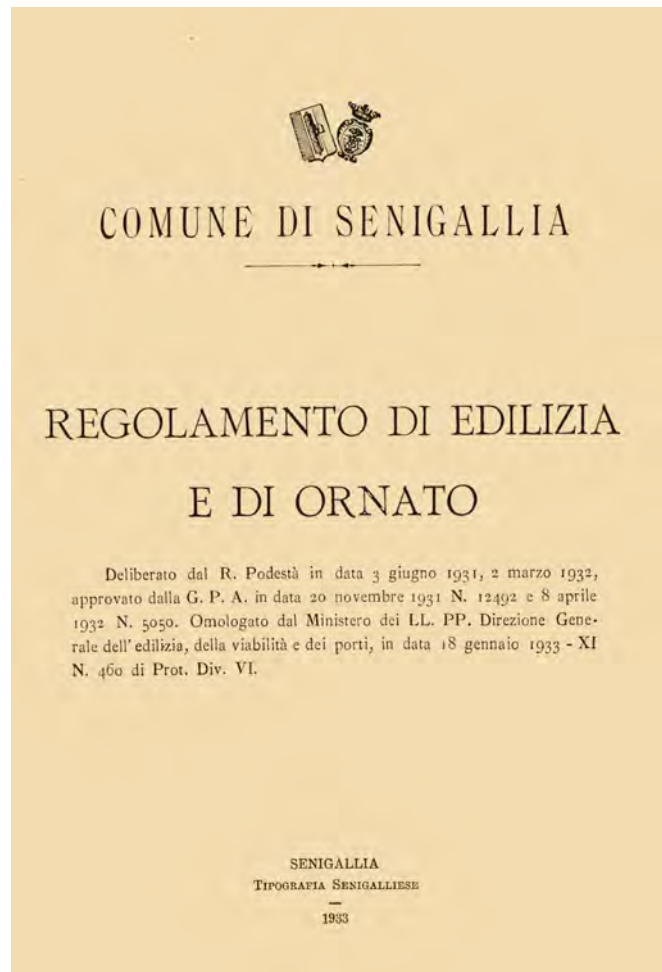 COMUNE DI SENIGALLIA
REGOLAMENTO DI EDILIZIA
E DI ORNATO
Deliberato dal R. Podestà in data 3 giugno 1931, 2 marzo 1932,
approvato dalla G. P. A. in data 20 novembre 1931 N. 12492 e 8 aprile
1932 N. 5050. Omologato dal Ministero dei LL. PP. Direzione Gene-
rale dell' edilizia, della viabilità e dei porti, in data 18 gennaio 1933 - XI
N. 460 di Prot. Div. VI.
SENIGALLIA
TIPOGRAFIA SENIGALLIESE
1933